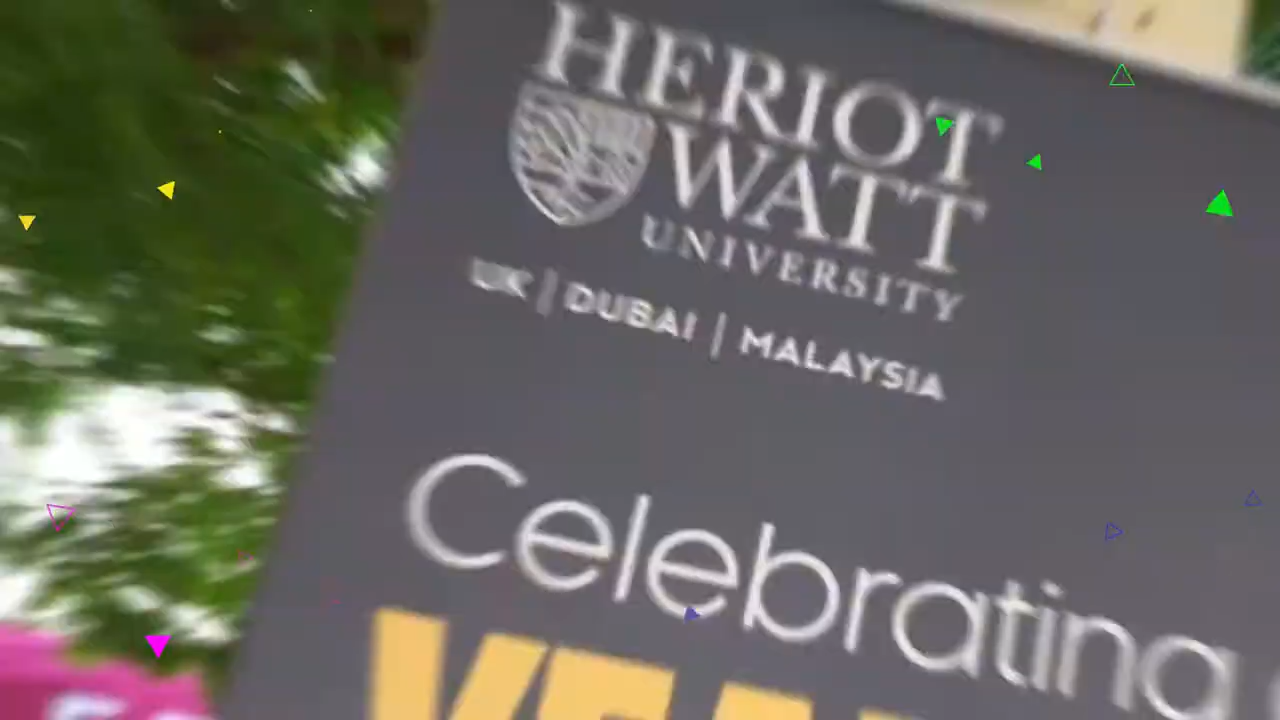 HERIOT
WATT
UNIVERSITY
UK | DUBAI | MALAYSIA
Celebrating